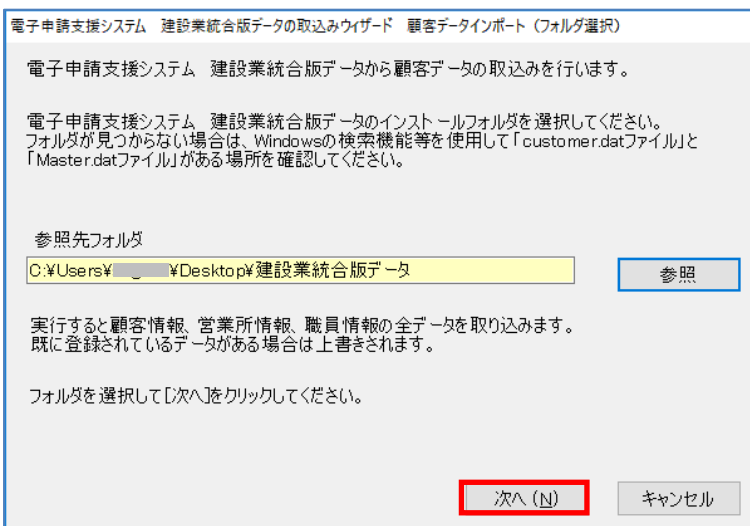 電子申請支援システム　建設業統合版データの取込みウィザード　顧客データインポート（フォルダ選択）
電子申請支援システム　建設業統合版データから顧客データの取込みを行います。
電子申請支援システム　建設業統合版データのインストールフォルダを選択してください。
フォルダが見つからない場合は、Windowsの検索機能等を使用して「customer.datファイル」と
「Master.datファイル」がある場所を確認してください。
参照先フォルダ
C:¥Users¥ ¥Desktop¥建設業統合版データ
参照
実行すると顧客情報、営業所情報、職員情報の全データを取り込みます。
既に登録されているデータがある場合は上書きされます。
フォルダを選択して[次へ]をクリックしてください。
次へ(N)
キャンセル